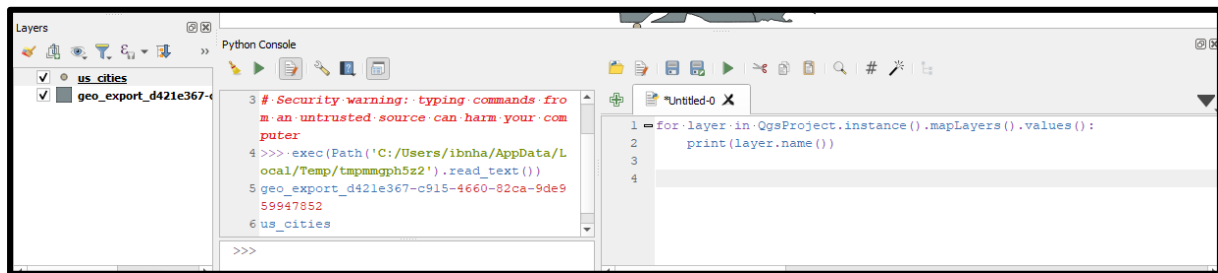 Layers
us_cities
geo_export_d421e367-c
Python Console
3 # Security warning: typing commands fro
m an untrusted source can harm your com
puter
4 >>> exec(Path('C:/Users/ibnha/AppData/L
ocal/Temp/tmpmmgph5z2').read_text())
5 geo_export_d421e367-c915-4660-82ca-9de9
59947852
6 us_cities
>>>
*Untitled-0 X
1 for layer in QgsProject.instance().mapLayers().values():
2 print(layer.name())
3
4